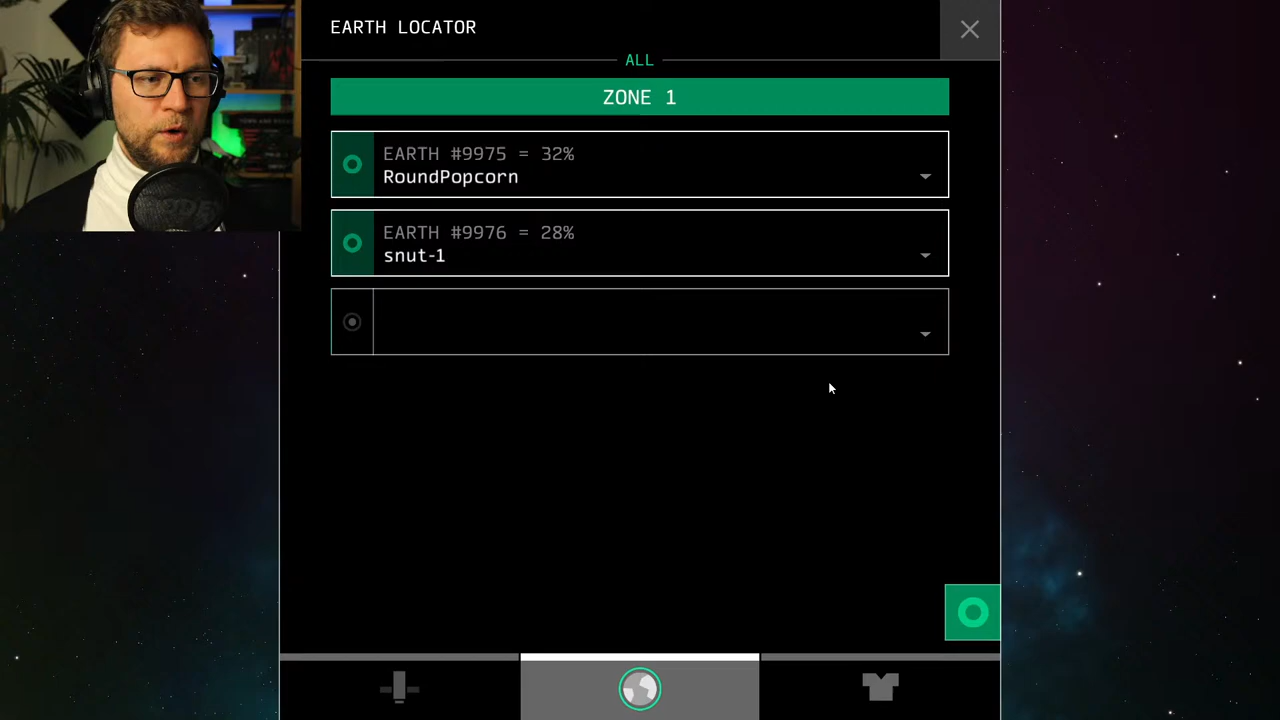 EARTH LOCATOR
ALL
ZONE 1
EARTH #9975 = 32%
RoundPopcorn
EARTH #9976 = 28%
snut-1